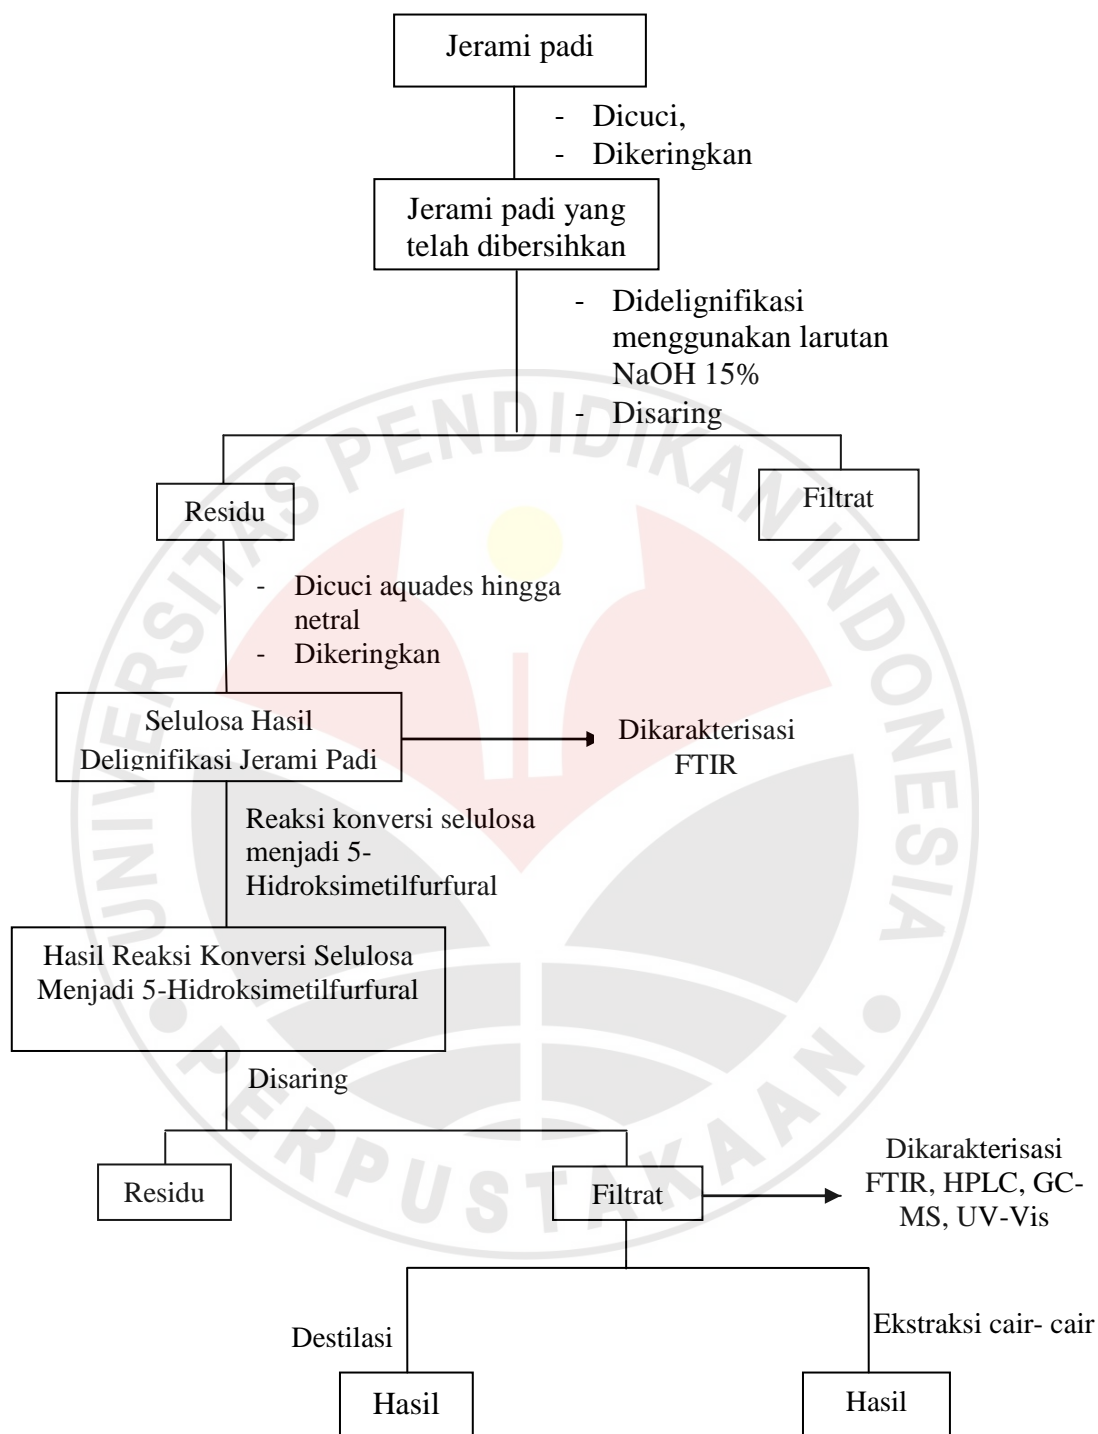 Jerami padi
- Dicuci,
- Dikeringkan
Jerami padi yang
telah dibersihkan
- Didelignifikasi
menggunakan larutan
NaOH 15%
- Disaring
Residu
Filtrat
- Dicuci aquades hingga
netral
- Dikeringkan
Selulosa Hasil
Delignifikasi Jerami Padi
Dikarakterisasi
FTIR
Reaksi konversi selulosa
menjadi 5-
Hidroksimetilfurfural
Hasil Reaksi Konversi Selulosa
Menjadi 5-Hidroksimetilfurfural
Disaring
Residu
Filtrat
Dikarakterisasi
FTIR, HPLC, GC-
MS, UV-Vis
Destilasi
Ekstraksi cair- cair
Hasil
Hasil
UNIVERSITAS PENDIDIKAN INDONESIA
PERPUSTAKAAN